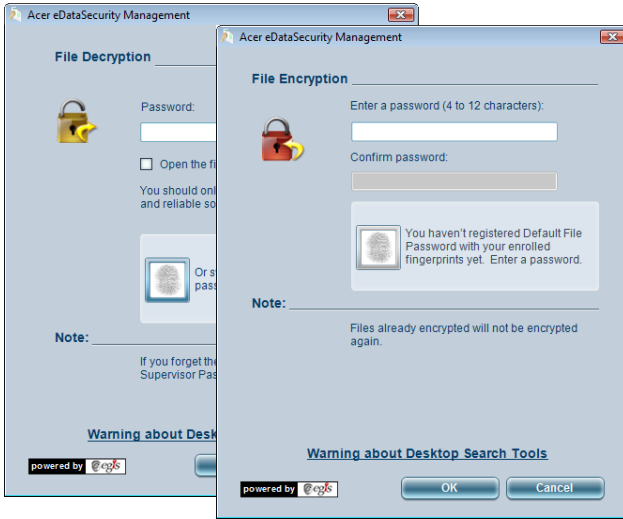 Acer eDataSecurity Management
File Decryption
Password:
Open the fi
You should onl
and reliable so
Or s
pass
Note:
If you forget the
Supervisor Pas
Warning about Desk
powered by egis
Acer eDataSecurity Management
File Encryption
Enter a password (4 to 12 characters):
Confirm password:
You haven't registered Default File
Password with your enrolled
fingerprints yet. Enter a password.
Note:
Files already encrypted will not be encrypted
again.
Warning about Desktop Search Tools
powered by egis
OK
Cancel